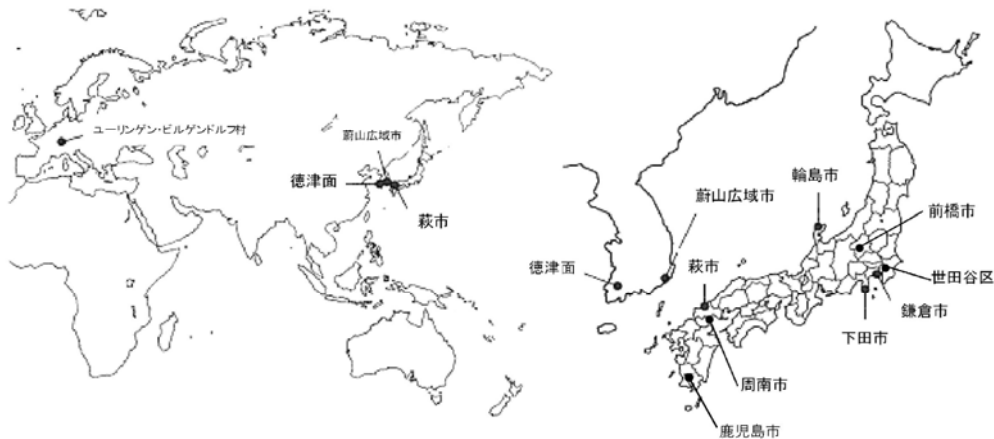 ユーリンゲン・ビルゲンドルフ村
蔚山広域市
徳津面
萩市
輪島市
蔚山広域市
前橋市
徳津面
萩市
世田谷区
鎌倉市
下田市
周南市
鹿児島市